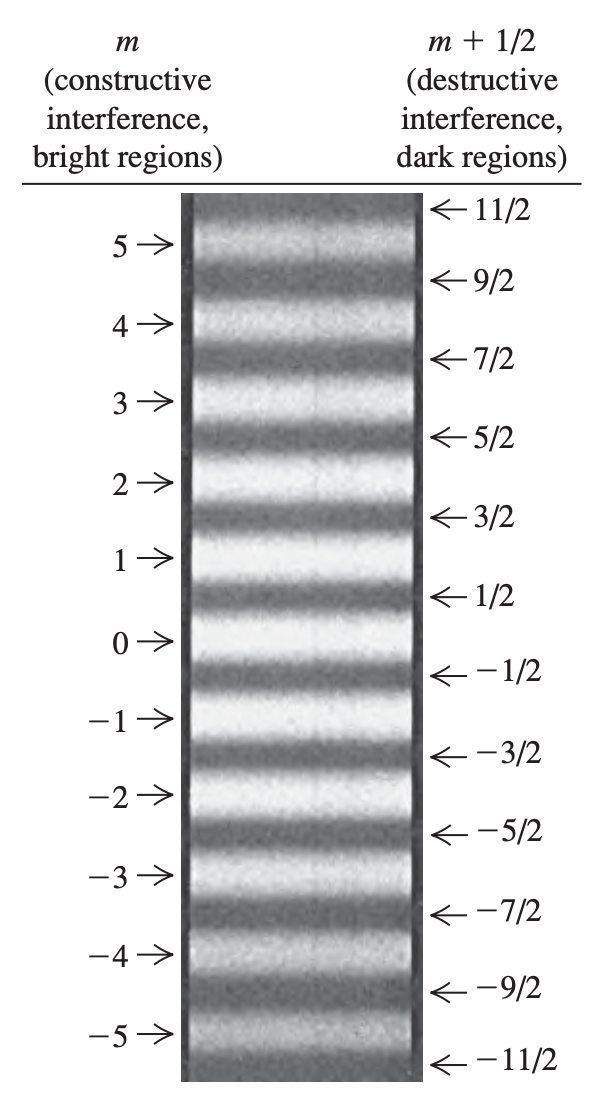 m
(constructive
interference,
bright regions)
m + 1/2
(destructive
interference,
dark regions)
11/2
5
9/2
4
7/2
3
5/2
2
3/2
1
1/2
0
−1/2
−1
−3/2
−2
−5/2
−3
−7/2
−4
−9/2
−5
−11/2